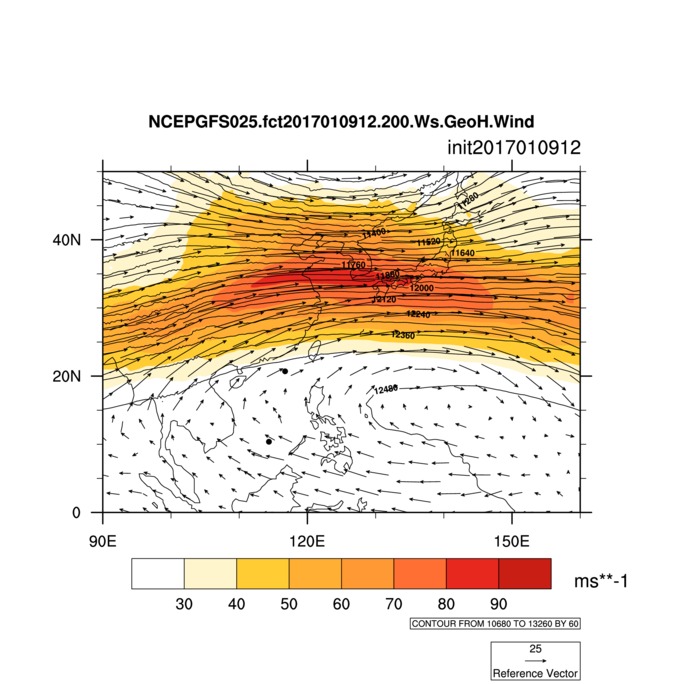 NCEPGFS025.fct2017010912.200.Ws.GeoH.Wind
init2017010912
11280
11400
11520
40N
11640
11760
11880
12000
12120
12240
12360
20N
12480
0
90E 120E 150E
ms**-1
30 40 50 60 70 80 90
CONTOUR FROM 10680 TO 13260 BY 60
25
Reference Vector